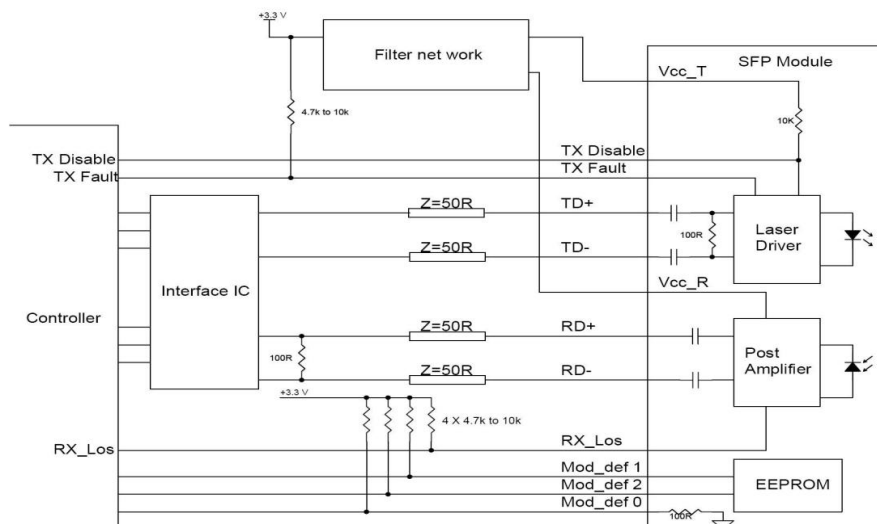 +3.3 V
Filter net work
SFP Module
Vcc_T
4.7k to 10k
10K
TX Disable
TX Disable
TX Fault
TX Fault
Z=50R
TD+
Laser
Driver
100R
Z=50R
TD-
Interface IC
Vcc_R
Controller
Z=50R
RD+
100R
Post
Amplifier
Z=50R
RD-
+3.3 V
4 X 4.7k to 10k
RX_Los
RX_Los
Mod_def 1
Mod_def 2
EEPROM
Mod_def 0
100R